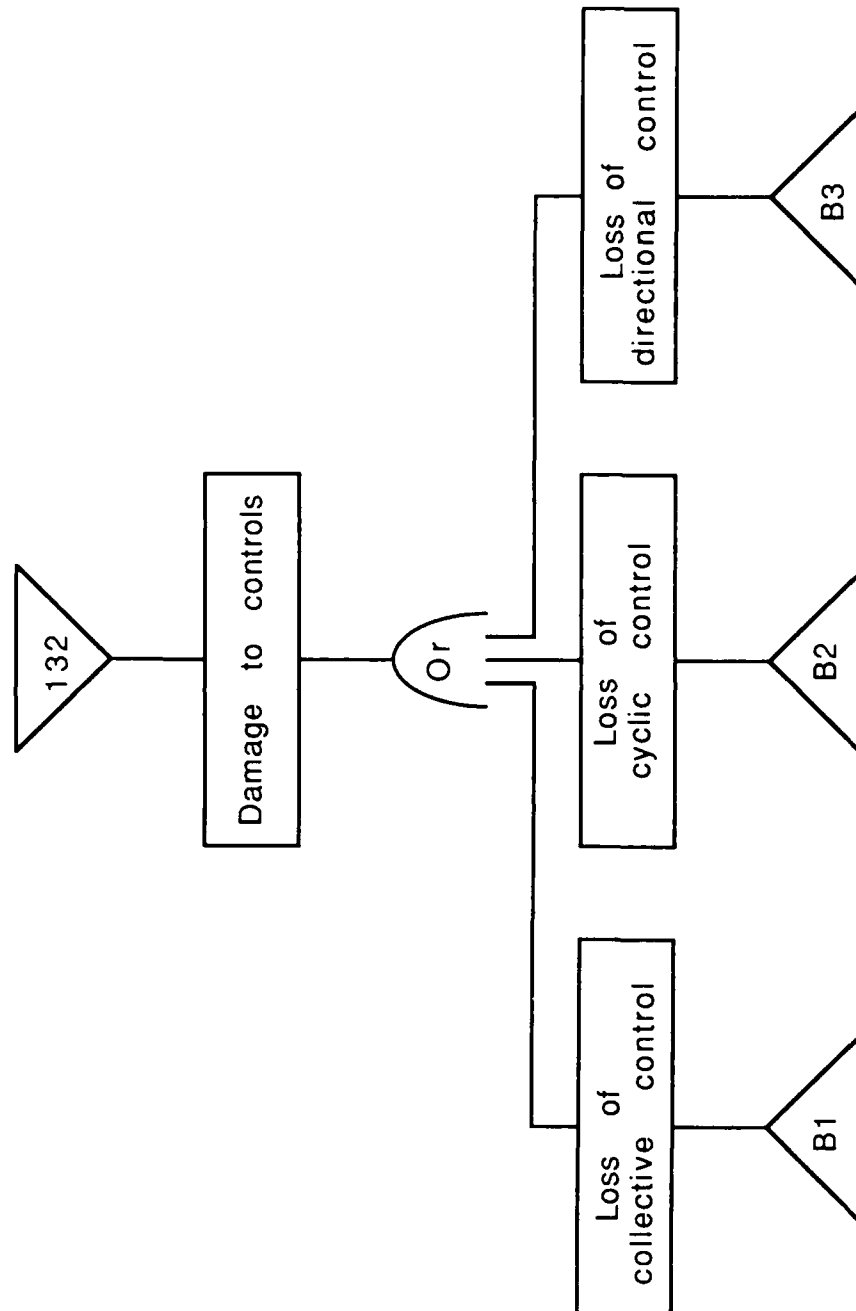 132
Damage to controls
Or
Loss of
collective control
Loss of
cyclic control
Loss of
directional control
B1
B2
B3